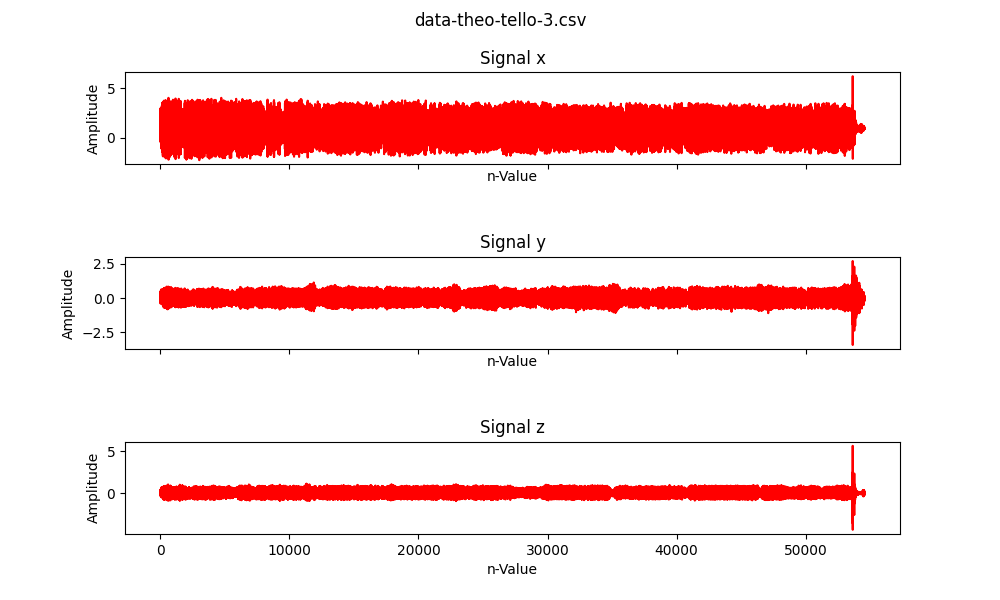 data-theo-tello-3.csv
Signal x
5
0
Amplitude
n-Value
Signal y
2.5
0.0
−2.5
Amplitude
n-Value
Signal z
5
0
Amplitude
0 10000 20000 30000 40000 50000
n-Value